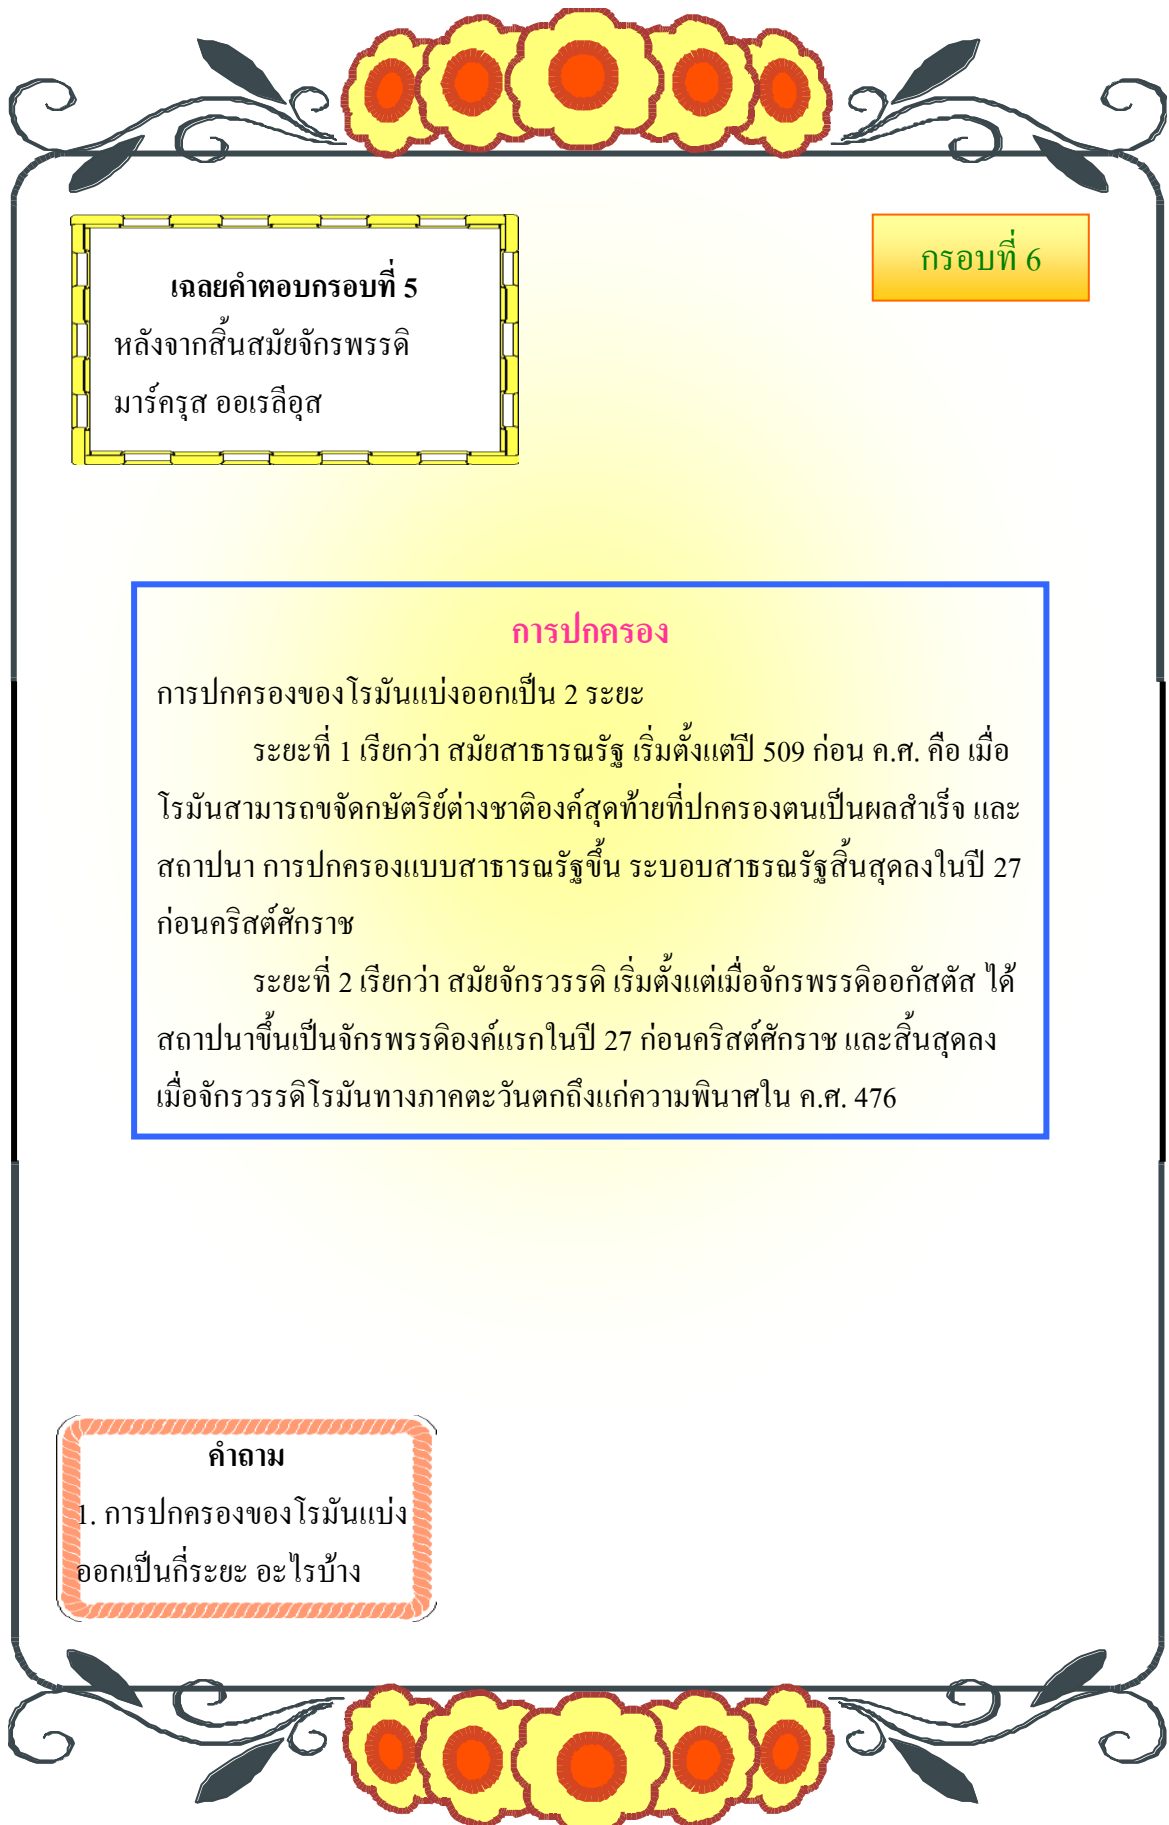 เฉลยคำตอบกรอบที่ 5
หลังจากสิ้นสมัยจักรพรรดิ
มาร์ครุส ออเรลีอุส
กรอบที่ 6
การปกครอง
การปกครองของโรมันแบ่งออกเป็น 2 ระยะ
ระยะที่ 1 เรียกว่า สมัยสาธารณรัฐ เริ่มตั้งแต่ปี 509 ก่อน ค.ศ. คือ เมื่อ
โรมันสามารถขจัดกษัตริย์ต่างชาติองค์สุดท้ายที่ปกครองตนเป็นผลสำเร็จ และ
สถาปนา การปกครองแบบสาธารณรัฐขึ้น ระบอบสาธรณรัฐสิ้นสุดลงในปี 27
ก่อนคริสต์ศักราช
ระยะที่ 2 เรียกว่า สมัยจักรวรรดิ เริ่มตั้งแต่เมื่อจักรพรรดิออกัสตัส ได้
สถาปนาขึ้นเป็นจักรพรรดิองค์แรกในปี 27 ก่อนคริสต์ศักราช และสิ้นสุดลง
เมื่อจักรวรรดิโรมันทางภาคตะวันตกถึงแก่ความพินาศใน ค.ศ. 476
คำถาม
1. การปกครองของโรมันแบ่ง
ออกเป็นกี่ระยะ อะไรบ้าง